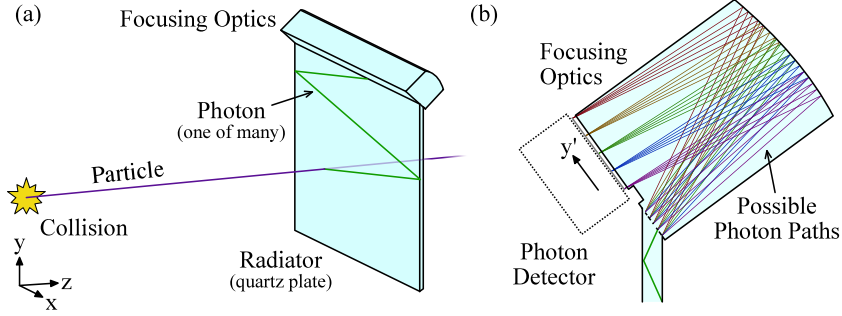 (a)
Focusing Optics
Photon
(one of many)
Particle
Collision
y
z
x
Radiator
(quartz plate)
(b)
Focusing
Optics
y'
Photon
Detector
Possible
Photon Paths